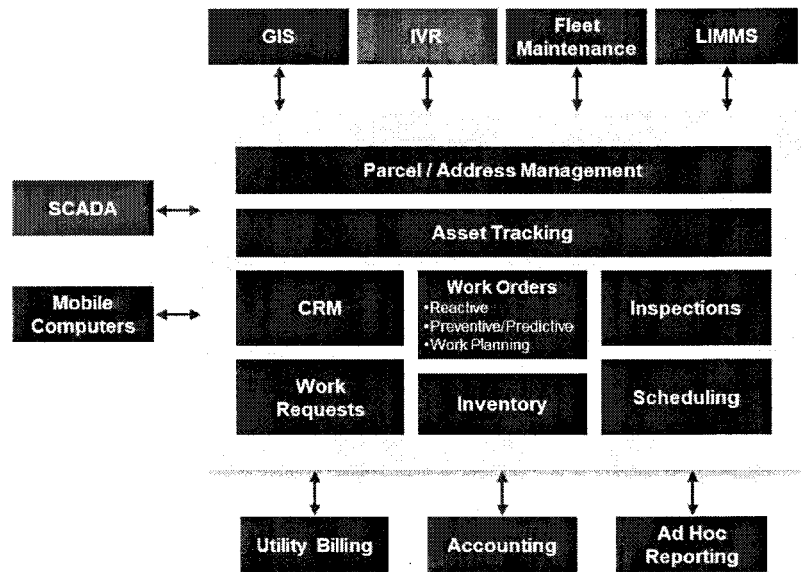 GIS
IVR
Fleet
Maintenance
LIMMS
Parcel / Address Management
SCADA
Asset Tracking
Mobile
Computers
CRM
Work Orders
•Reactive
•Preventive/Predictive
•Work Planning
Inspections
Work
Requests
Inventory
Scheduling
Utility Billing
Accounting
Ad Hoc
Reporting